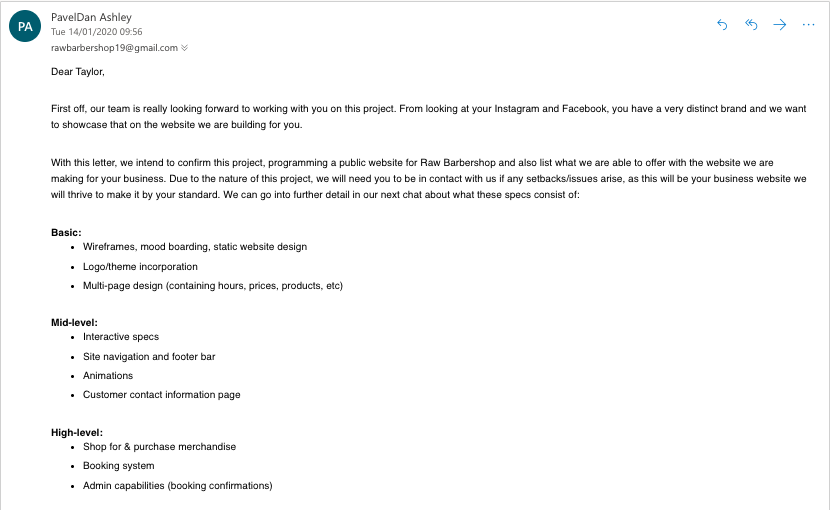 PA
PavelDan Ashley
Tue 14/01/2020 09:56
rawbarbershop19@gmail.com
Dear Taylor,
First off, our team is really looking forward to working with you on this project. From looking at your Instagram and Facebook, you have a very distinct brand and we want
to showcase that on the website we are building for you.
With this letter, we intend to confirm this project, programming a public website for Raw Barbershop and also list what we are able to offer with the website we are
making for your business. Due to the nature of this project, we will need you to be in contact with us if any setbacks/issues arise, as this will be your business website we
will thrive to make it by your standard. We can go into further detail in our next chat about what these specs consist of:
Basic:
• Wireframes, mood boarding, static website design
• Logo/theme incorporation
• Multi-page design (containing hours, prices, products, etc)
Mid-level:
• Interactive specs
• Site navigation and footer bar
• Animations
• Customer contact information page
High-level:
• Shop for & purchase merchandise
• Booking system
• Admin capabilities (booking confirmations)